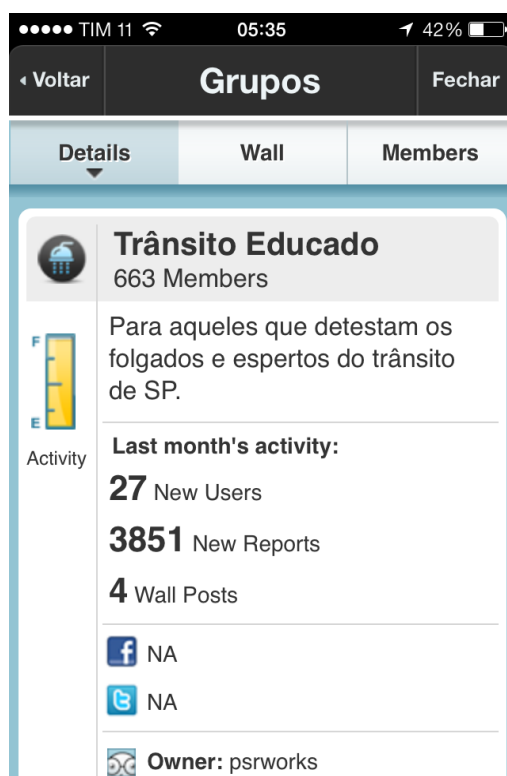 TIM 11 05:35 42%
Voltar Grupos Fechar
Details Wall Members
Trânsito Educado
663 Members
Para aqueles que detestam os
folgados e espertos do trânsito
de SP.
F
E
Activity
Last month's activity:
27 New Users
3851 New Reports
4 Wall Posts
f NA
t NA
Owner: psrworks